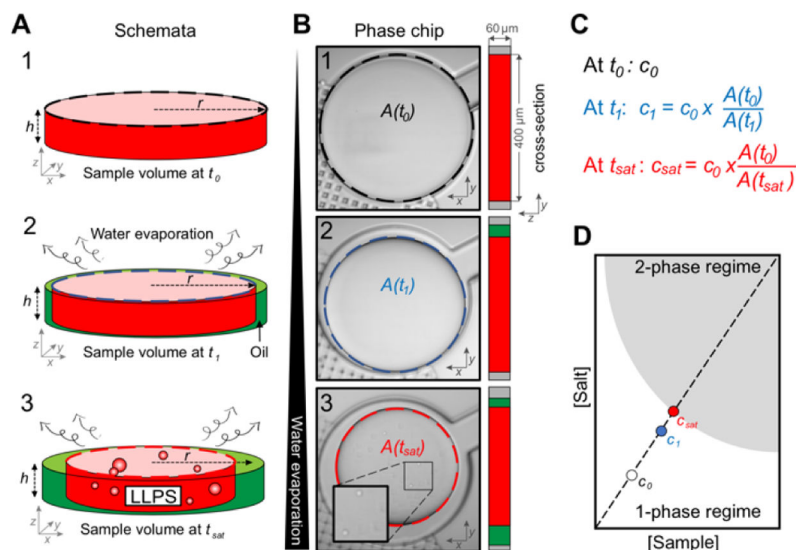 A
Schemata
1
r
h
z
y
x
Sample volume at t0
2
Water evaporation
r
h
z
y
x
Sample volume at t1
Oil
3
r
h
LLPS
z
y
x
Sample volume at tsat
B
Phase chip
60 µm
1
A(t0)
y
x
400 µm
cross-section
y
z
2
A(t1)
y
x
3
A(tsat)
y
x
Water evaporation
C
At t0 : c0
At t1: c1 = c0 x A(t0)/A(t1)
At tsat : csat = c0 x A(t0)/A(tsat)
D
2-phase regime
[Salt]
csat
c1
c0
1-phase regime
[Sample]